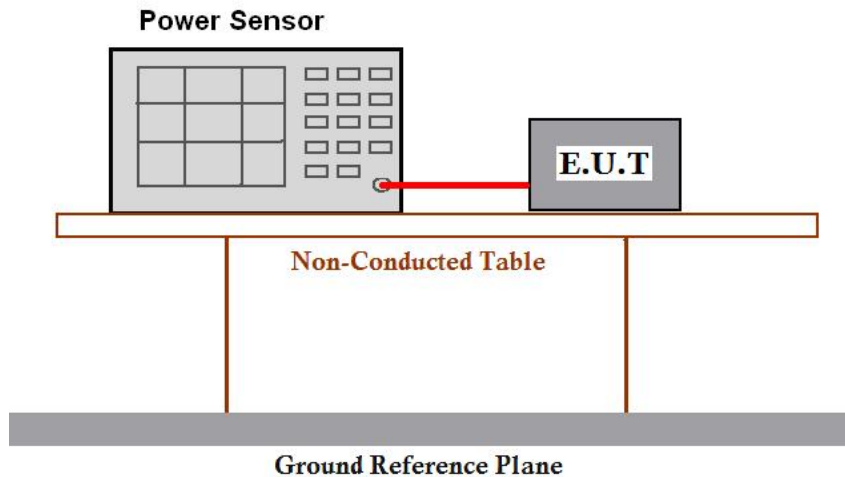 Power Sensor
E.U.T
Non-Conducted Table
Ground Reference Plane